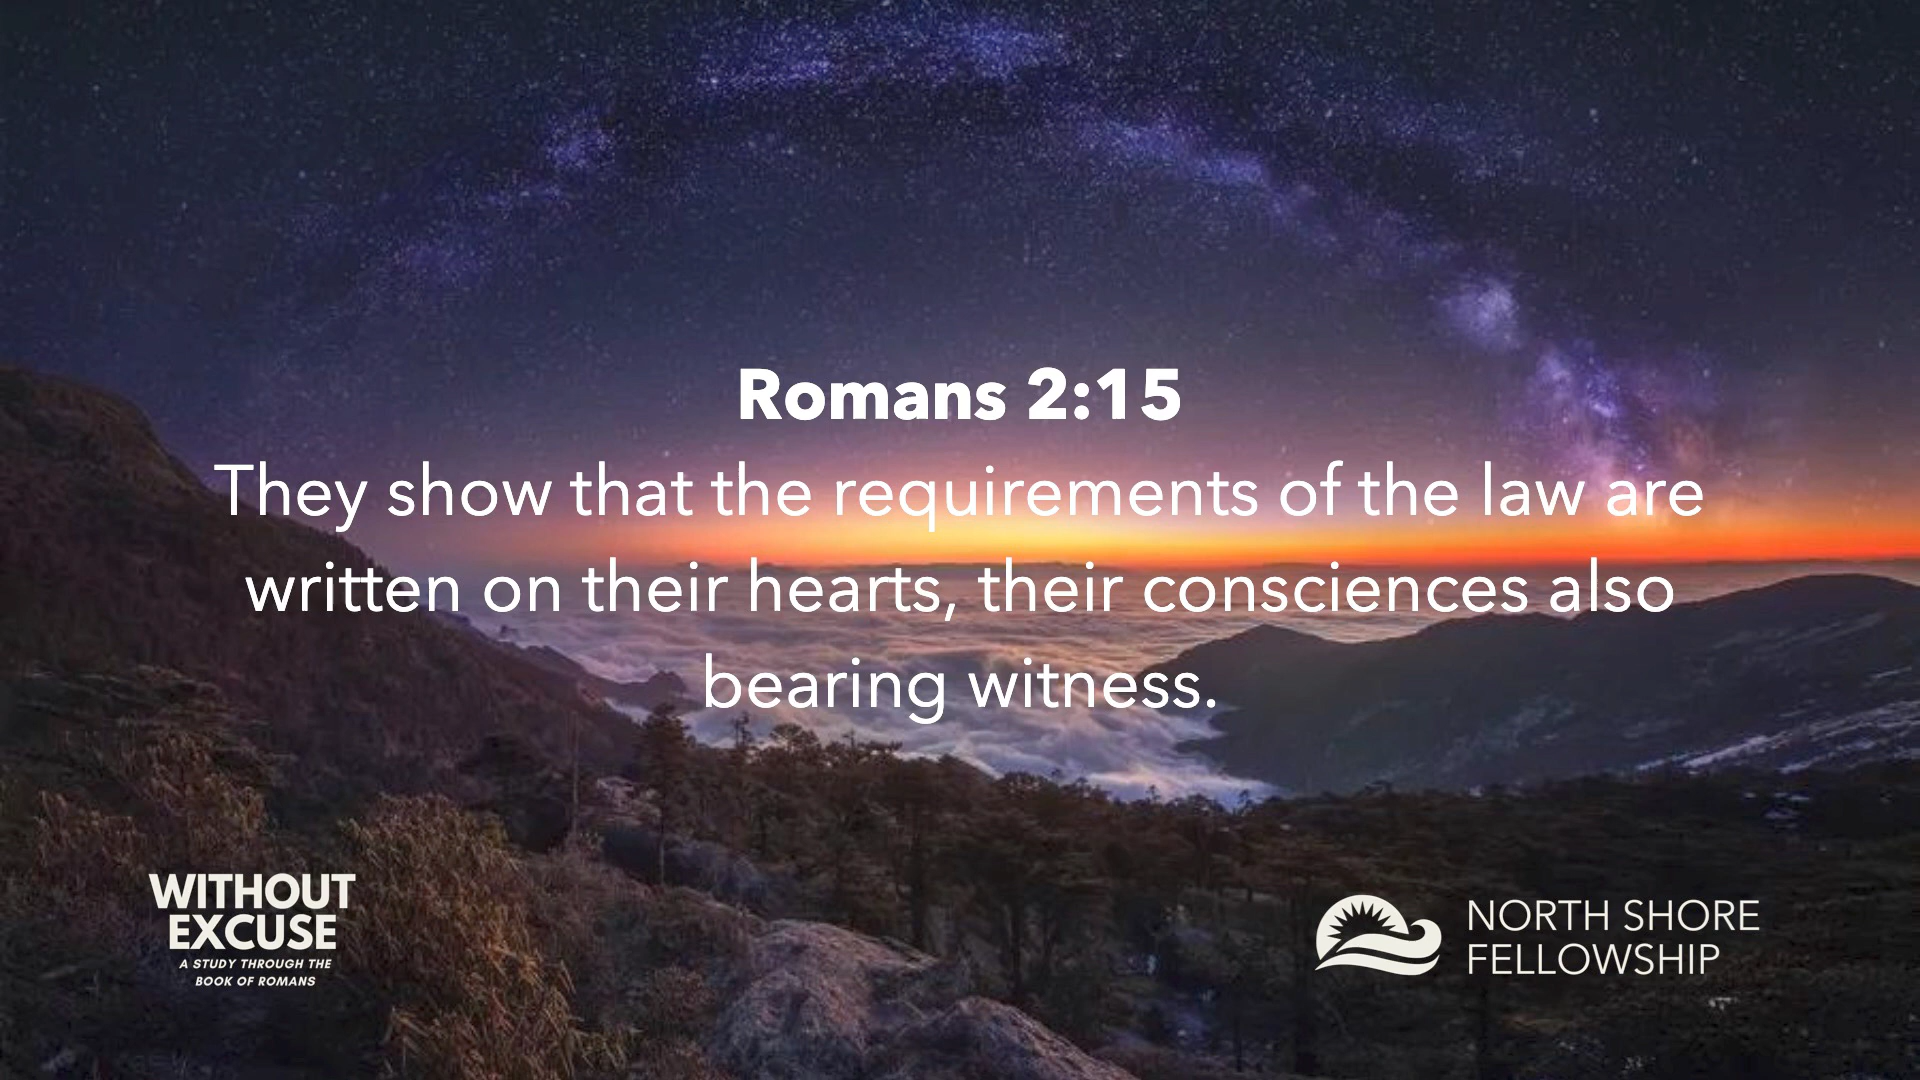 Romans 2:15
They show that the requirements of the law are
written on their hearts, their consciences also
bearing witness.
WITHOUT
EXCUSE
A STUDY THROUGH THE
BOOK OF ROMANS
NORTH SHORE
FELLOWSHIP